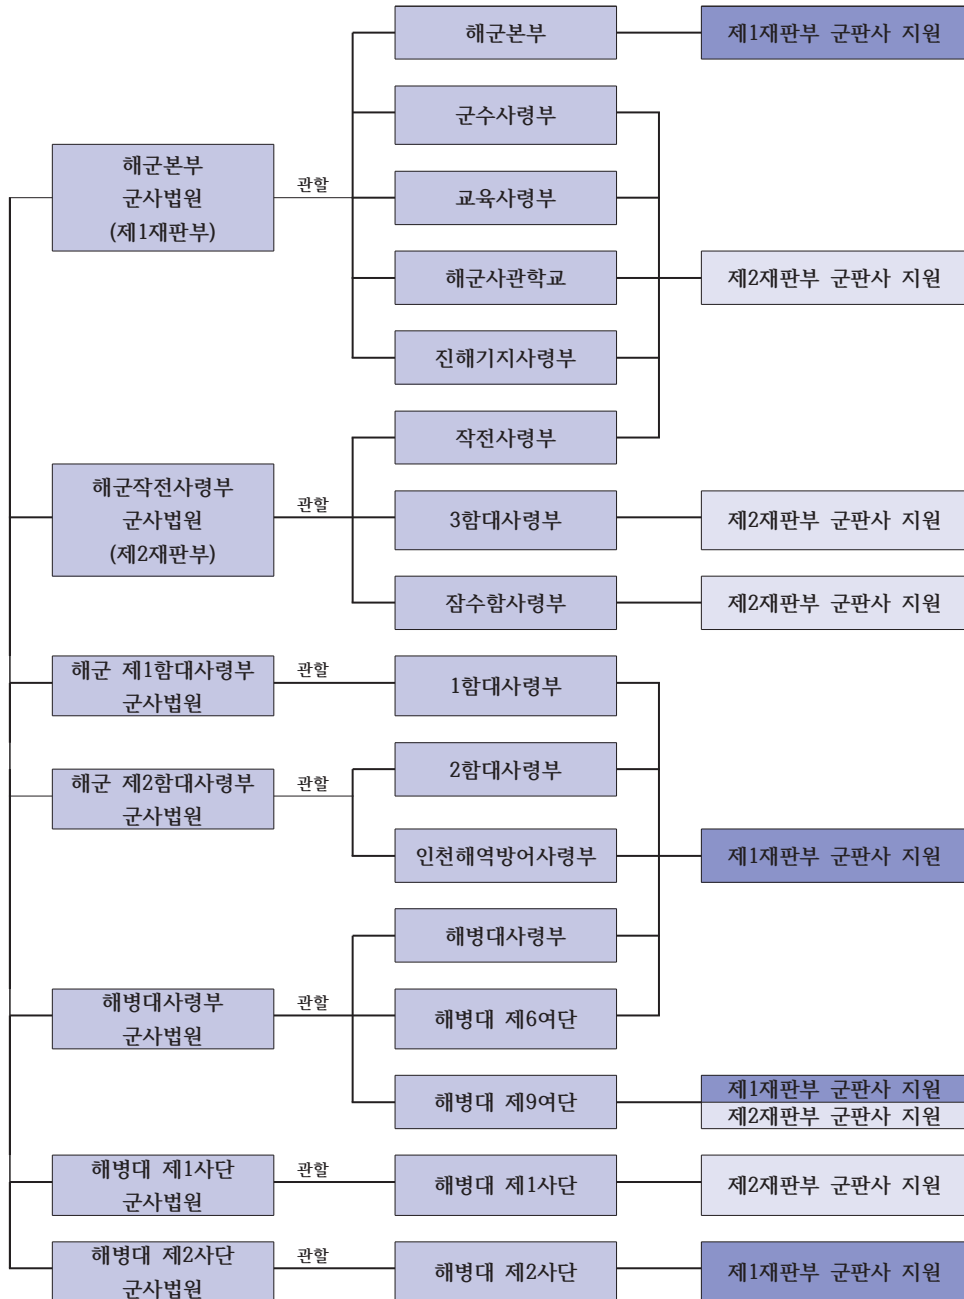 해군본부
제1재판부 군판사 지원
군수사령부
해군본부
군사법원
(제1재판부)
관할
교육사령부
해군사관학교
제2재판부 군판사 지원
진해기지사령부
작전사령부
해군작전사령부
군사법원
(제2재판부)
관할
3함대사령부
제2재판부 군판사 지원
잠수함사령부
제2재판부 군판사 지원
해군 제1함대사령부
군사법원
관할
1함대사령부
2함대사령부
해군 제2함대사령부
군사법원
관할
인천해역방어사령부
제1재판부 군판사 지원
해병대사령부
해병대사령부
군사법원
관할
해병대 제6여단
해병대 제9여단
제1재판부 군판사 지원
제2재판부 군판사 지원
해병대 제1사단
군사법원
관할
해병대 제1사단
제2재판부 군판사 지원
해병대 제2사단
군사법원
관할
해병대 제2사단
제1재판부 군판사 지원